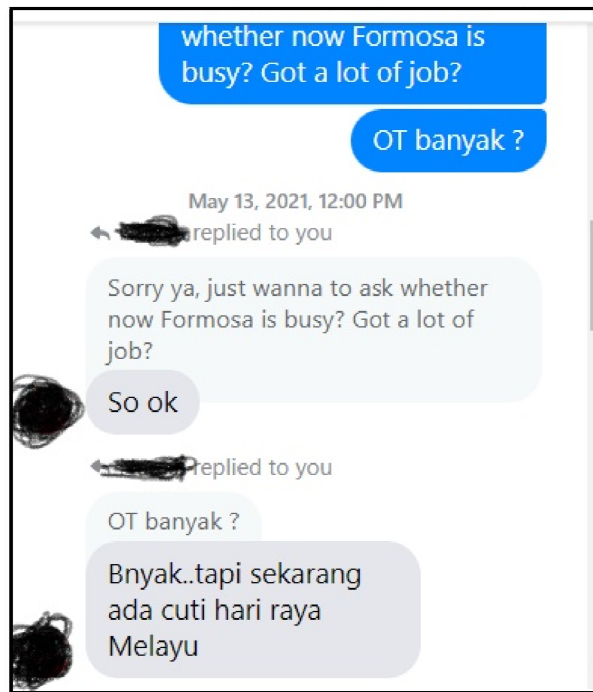 whether now Formosa is
busy? Got a lot of job?
OT banyak ?
May 13, 2021, 12:00 PM
replied to you
Sorry ya, just wanna to ask whether
now Formosa is busy? Got a lot of
job?
So ok
replied to you
OT banyak ?
Bnyak..tapi sekarang
ada cuti hari raya
Melayu